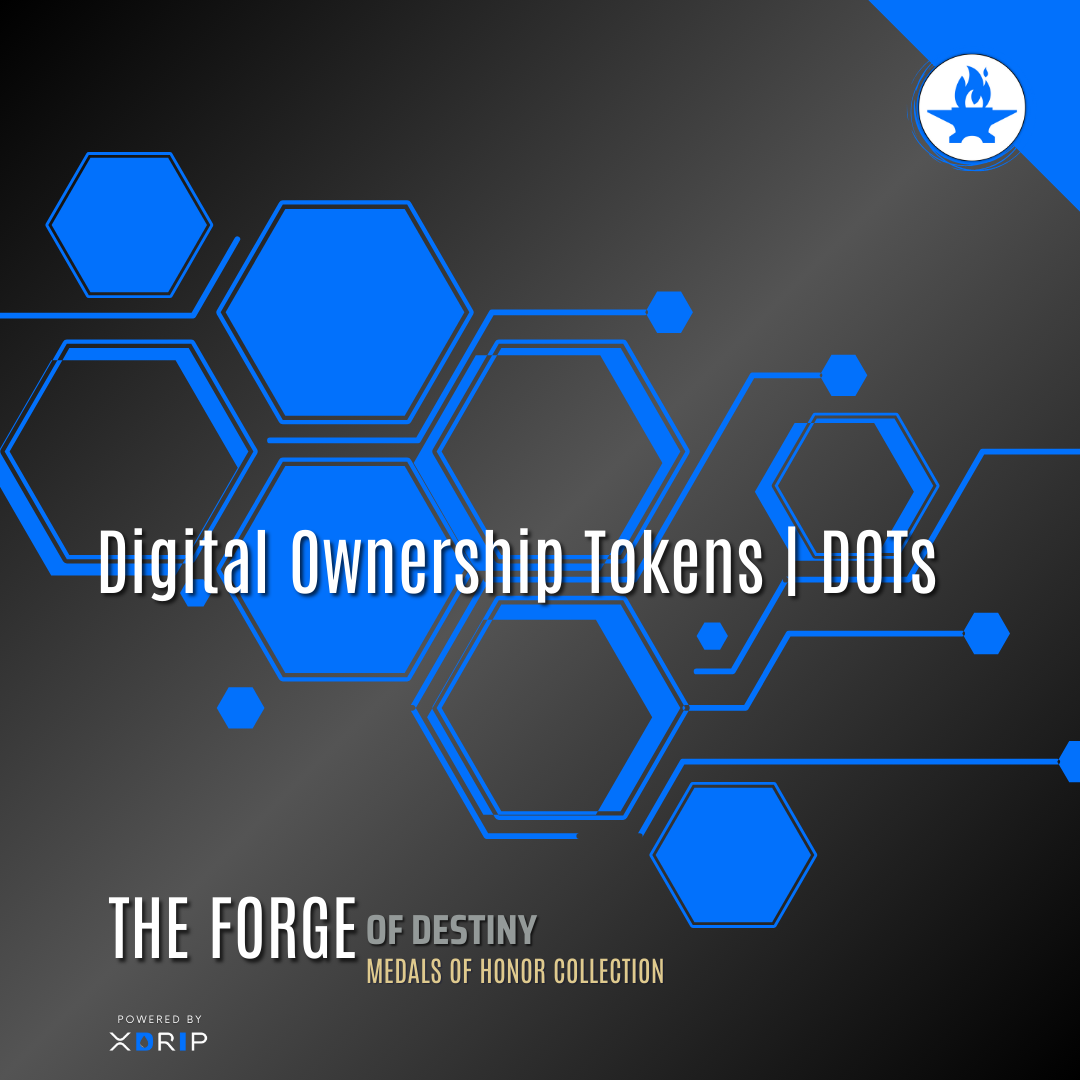 Digital Ownership Tokens | DOTs
THE FORGE OF DESTINY
MEDALS OF HONOR COLLECTION
POWERED BY
XDRIP